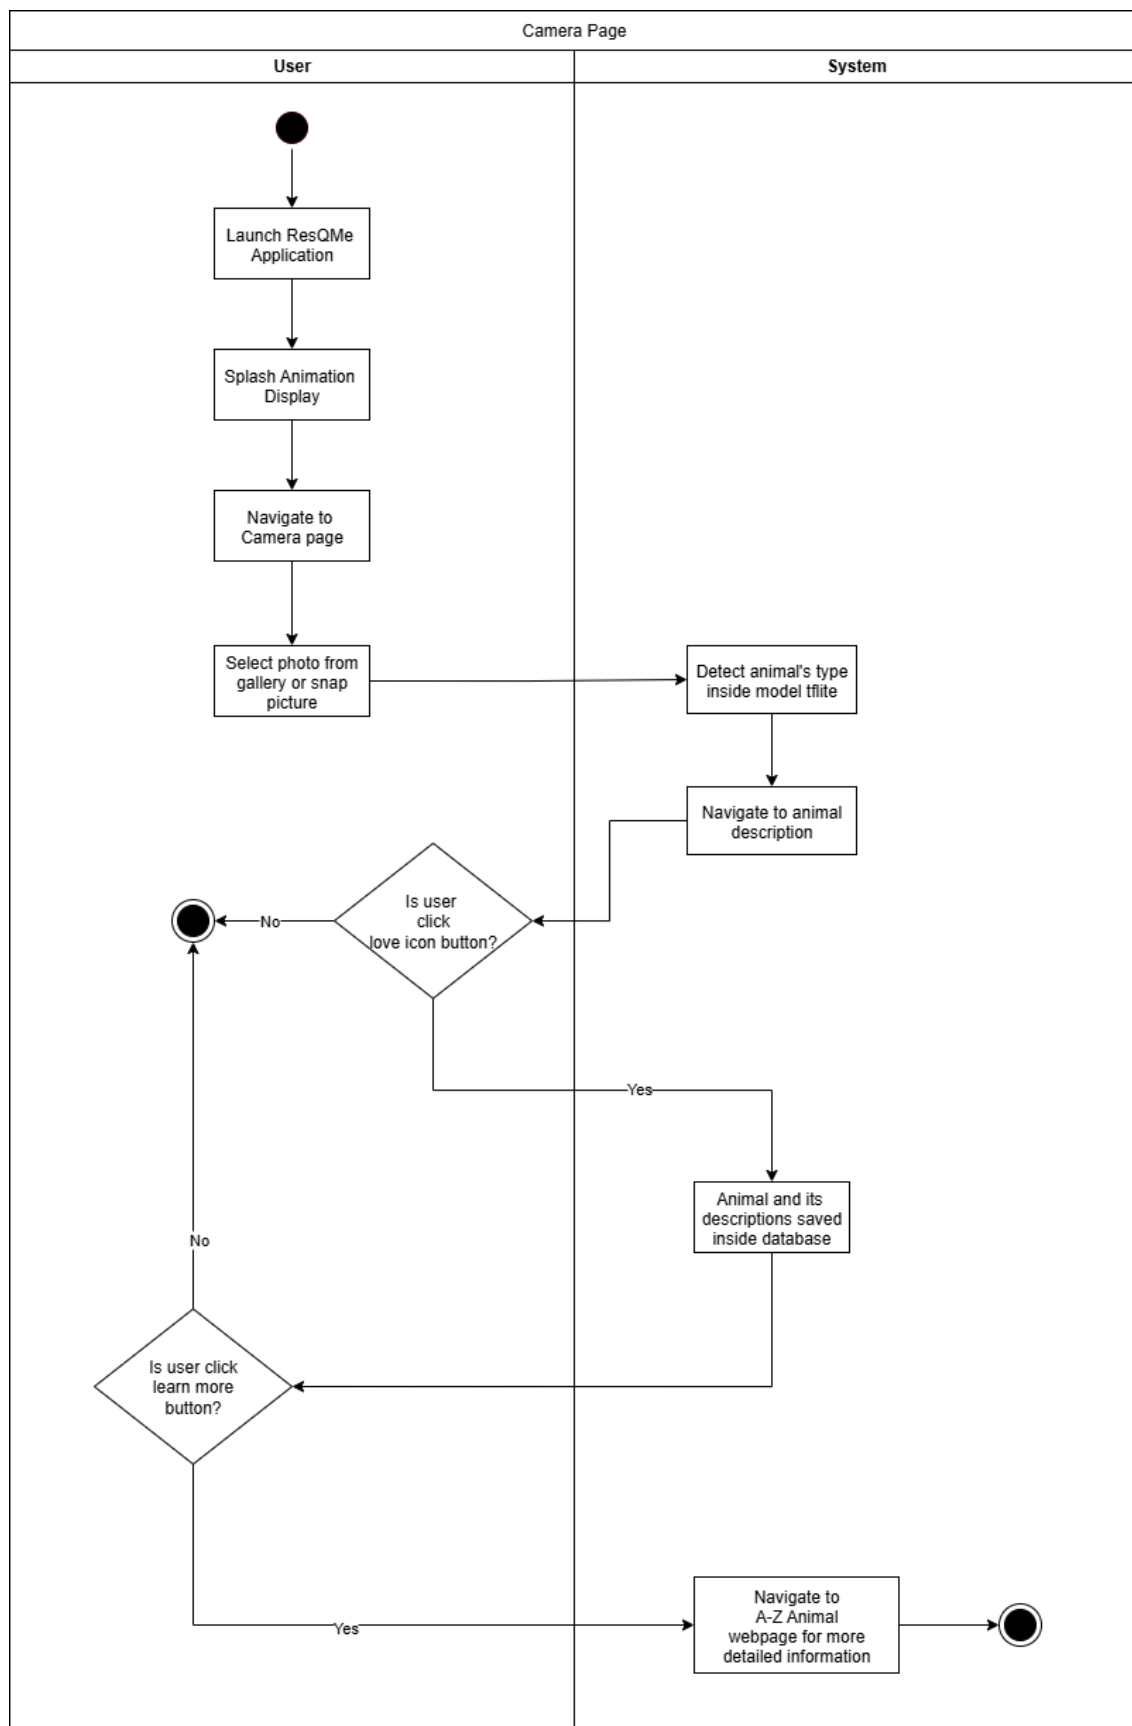 Camera Page
User
System
Launch ResQMe
Application
Splash Animation
Display
Navigate to
Camera page
Select photo from
gallery or snap
picture
Detect animal's type
inside model tflite
Navigate to animal
description
Is user
click
love icon button?
No
Yes
Animal and its
descriptions saved
inside database
No
Is user click
learn more
button?
Yes
Navigate to
A-Z Animal
webpage for more
detailed information